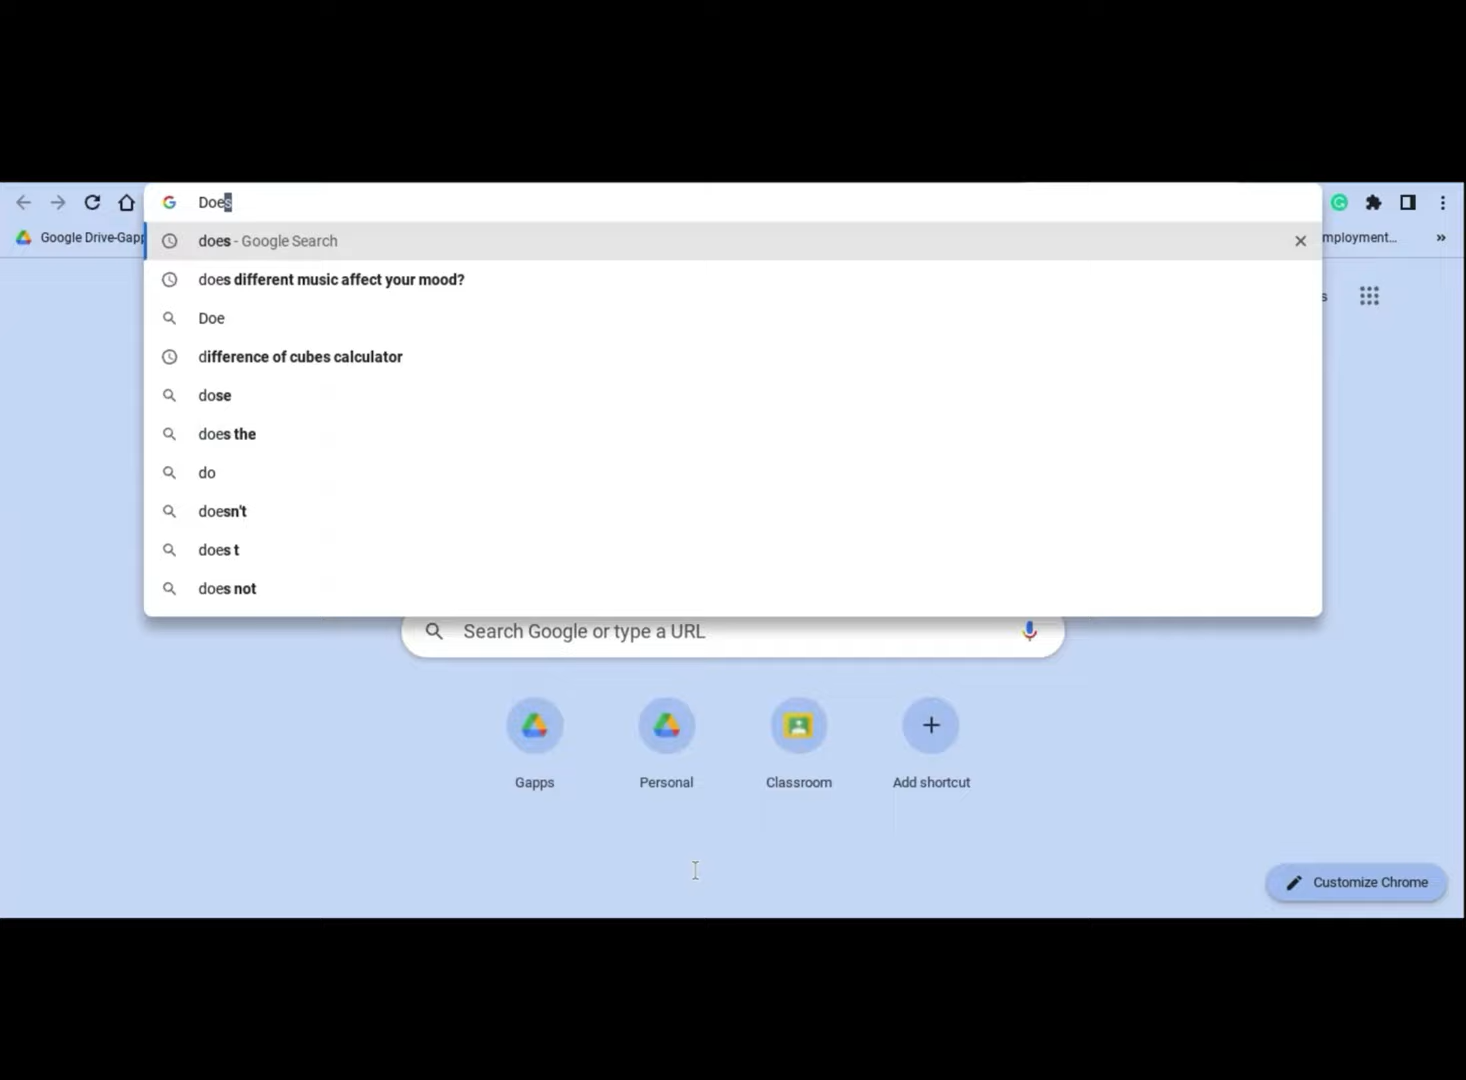 Does
Google Drive-Gapp
mployment...
»
does - Google Search
does different music affect your mood?
s
Doe
difference of cubes calculator
dose
does the
do
doesn't
does t
does not
Search Google or type a URL
Gapps
Personal
Classroom
Add shortcut
Customize Chrome